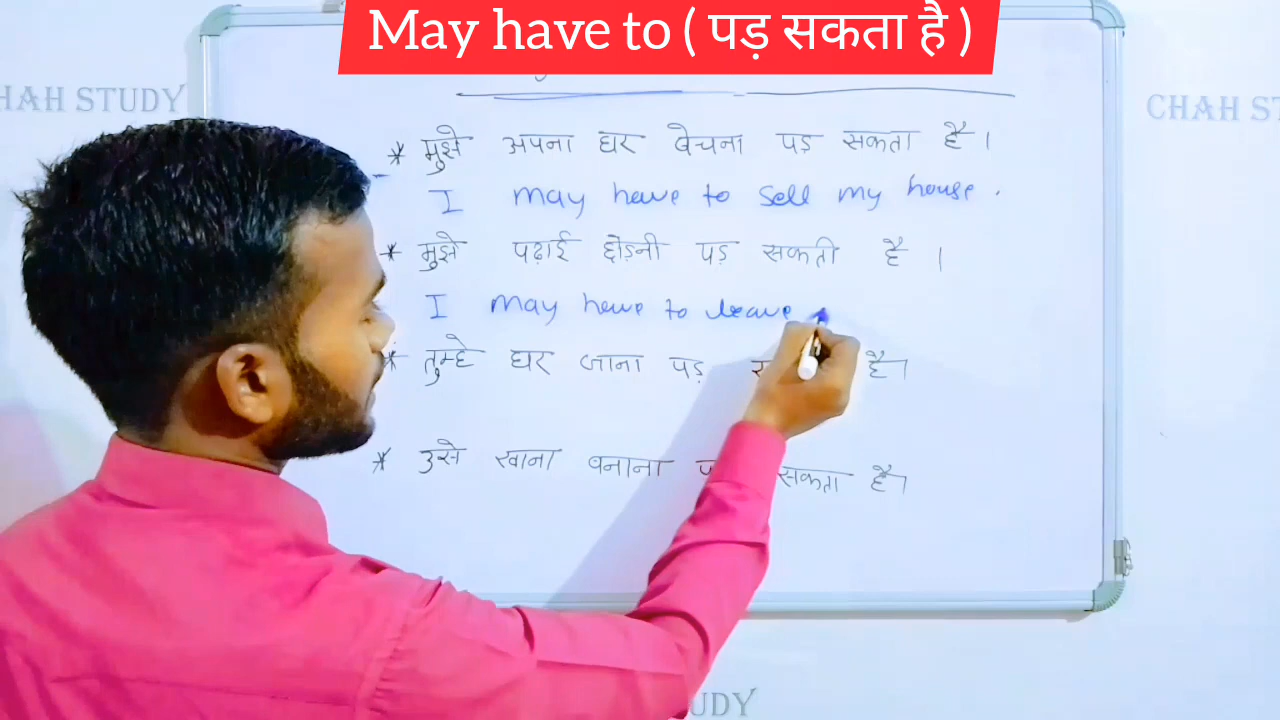 May have to ( पड़ सकता है )
HAH STUDY
CHAH ST
* मुझे अपना घर बेचना पड़ सकता है ।
I may have to sell my house .
* मुझे पढ़ाई छोड़नी पड़ सकती है ।
I may have to leave
* तुम्हे घर जाना पड़ है।
* उसे खाना बनाना सकता है।
UDY